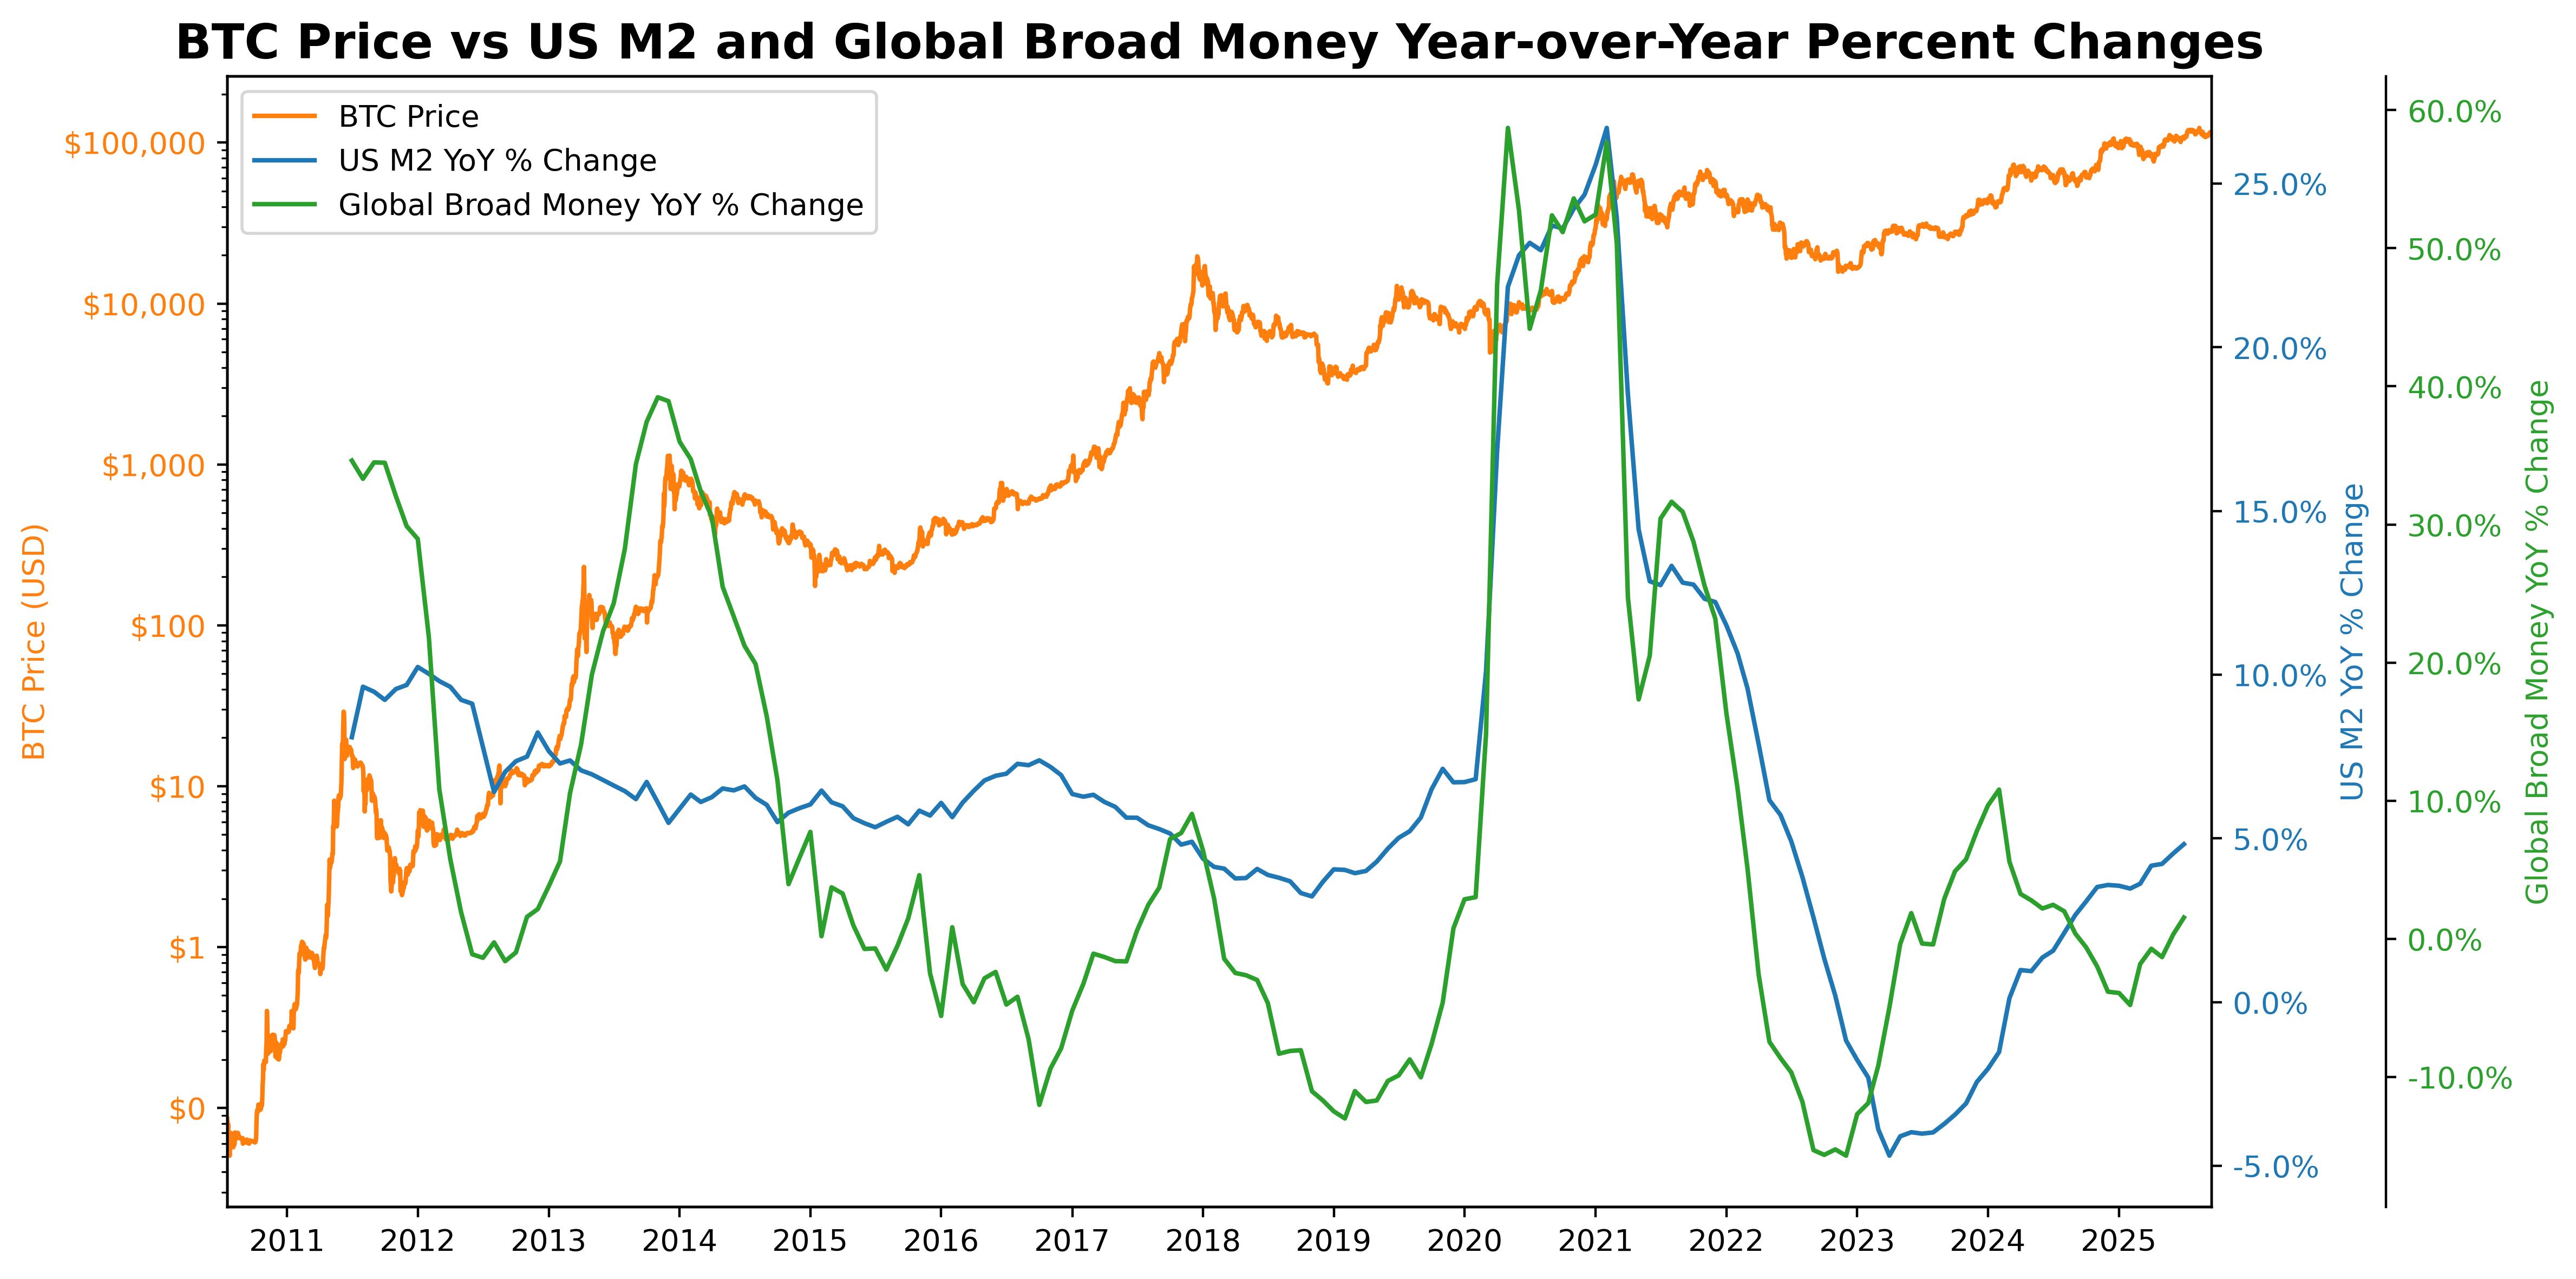 BTC Price vs US M2 and Global Broad Money Year-over-Year Percent Changes
BTC Price
US M2 YoY % Change
Global Broad Money YoY % Change
BTC Price (USD)
$100,000
$10,000
$1,000
$100
$10
$1
$0
25.0%
20.0%
15.0%
10.0%
5.0%
0.0%
-5.0%
US M2 YoY % Change
60.0%
50.0%
40.0%
30.0%
20.0%
10.0%
0.0%
-10.0%
Global Broad Money YoY % Change
2011 2012 2013 2014 2015 2016 2017 2018 2019 2020 2021 2022 2023 2024 2025